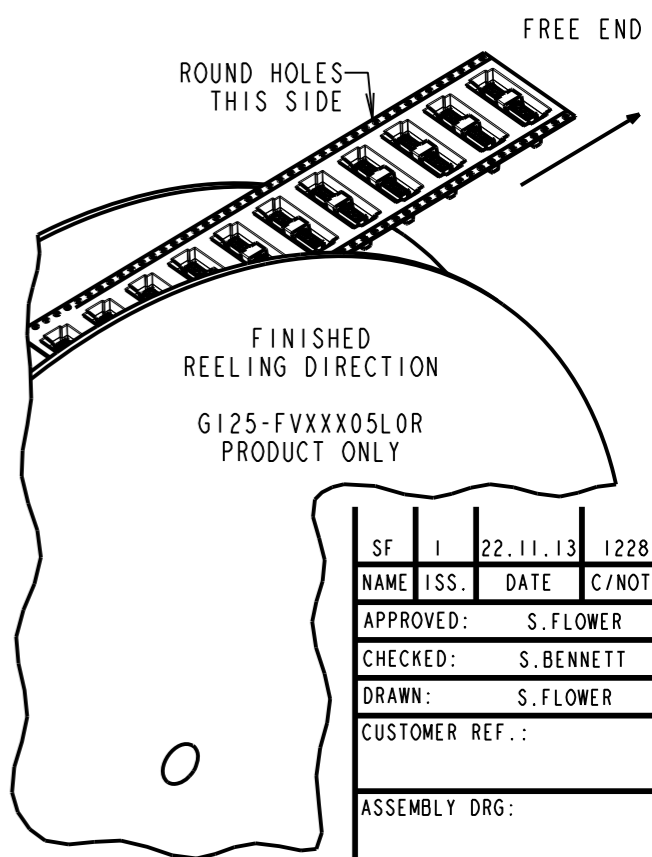 FREE END
ROUND HOLES
THIS SIDE
FINISHED
REELING DIRECTION
G125-FVXXX05L0R
PRODUCT ONLY
SF 1 22.11.13 1228
NAME ISS. DATE C/NOT
APPROVED: S.FLOWER
CHECKED: S.BENNETT
DRAWN: S.FLOWER
CUSTOMER REF.:
ASSEMBLY DRG: